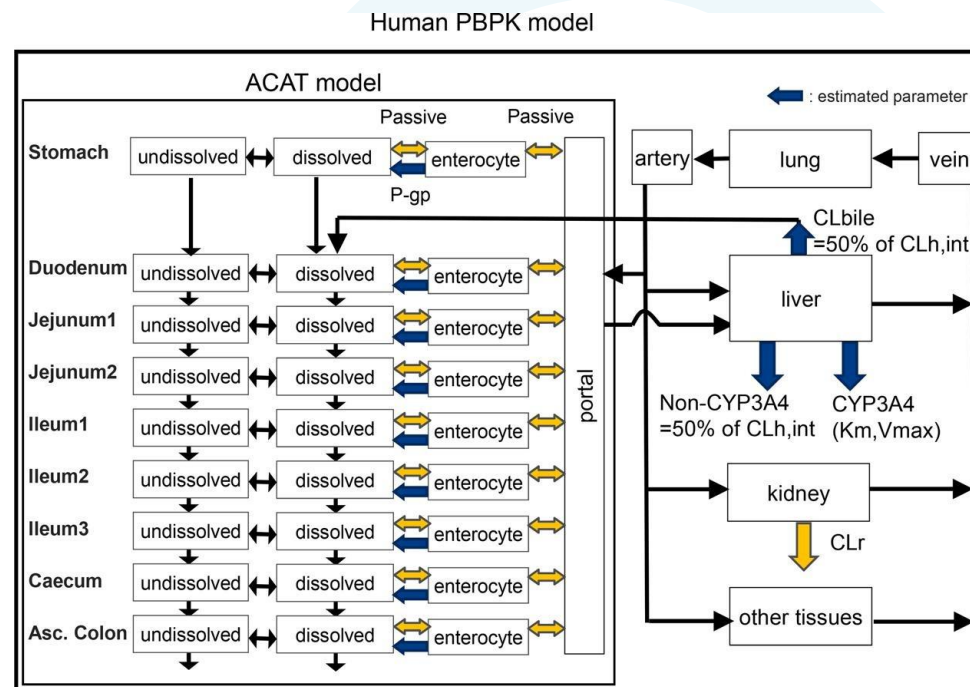 Human PBPK model
ACAT model
: estimated parameter
Passive
Passive
Stomach
undissolved
dissolved
enterocyte
P-gp
artery
lung
vein
CLbile
=50% of CLh,int
Duodenum
undissolved
dissolved
enterocyte
liver
Jejunum1
undissolved
dissolved
enterocyte
Jejunum2
undissolved
dissolved
enterocyte
portal
Non-CYP3A4
=50% of CLh,int
CYP3A4
(Km,Vmax)
Ileum1
undissolved
dissolved
enterocyte
Ileum2
undissolved
dissolved
enterocyte
kidney
Ileum3
undissolved
dissolved
enterocyte
CLr
Caecum
undissolved
dissolved
enterocyte
Asc. Colon
undissolved
dissolved
enterocyte
other tissues